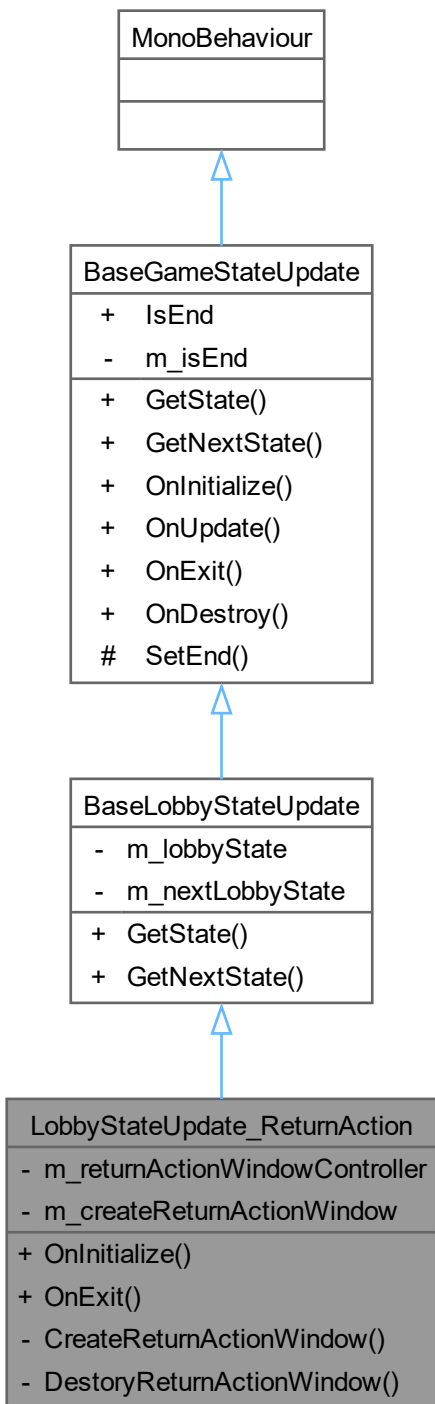 MonoBehaviour
BaseGameStateUpdate
+ IsEnd
- m_isEnd
+ GetState()
+ GetNextState()
+ OnInitialize()
+ OnUpdate()
+ OnExit()
+ OnDestroy()
# SetEnd()
BaseLobbyStateUpdate
- m_lobbyState
- m_nextLobbyState
+ GetState()
+ GetNextState()
LobbyStateUpdate_ReturnAction
- m_returnActionWindowController
- m_createReturnActionWindow
+ OnInitialize()
+ OnExit()
- CreateReturnActionWindow()
- DestoryReturnActionWindow()